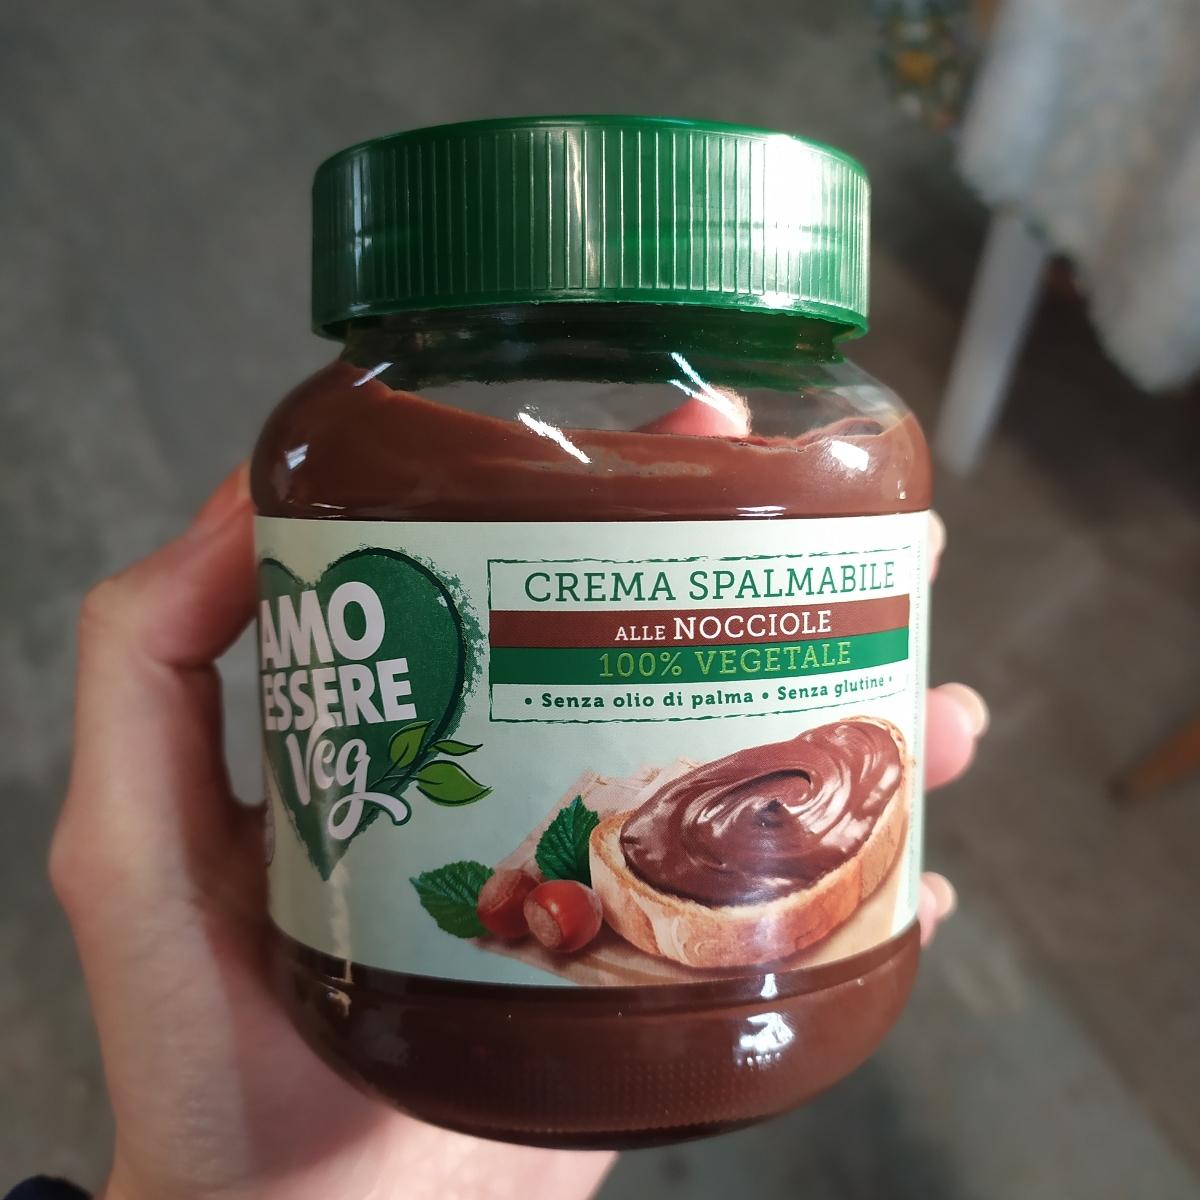 AMO
ESSERE
Veg
CREMA SPALMABILE
ALLE NOCCIOLE
100% VEGETALE
• Senza olio di palma • Senza glutine •